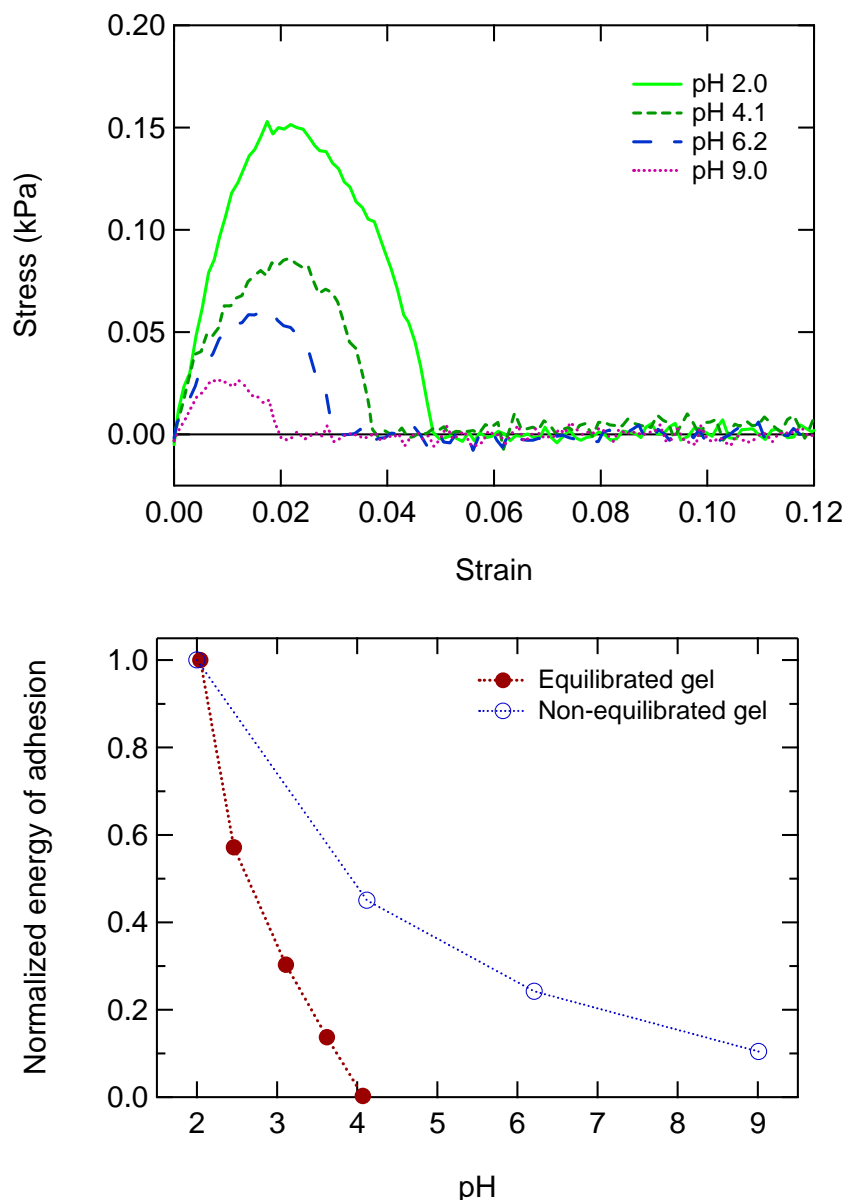 0.20
0.15
0.10
0.05
0.00
Stress (kPa)
pH 2.0
pH 4.1
pH 6.2
pH 9.0
0.00 0.02 0.04 0.06 0.08 0.10 0.12
Strain
1.0
0.8
0.6
0.4
0.2
0.0
Normalized energy of adhesion
Equilibrated gel
Non-equilibrated gel
2 3 4 5 6 7 8 9
pH